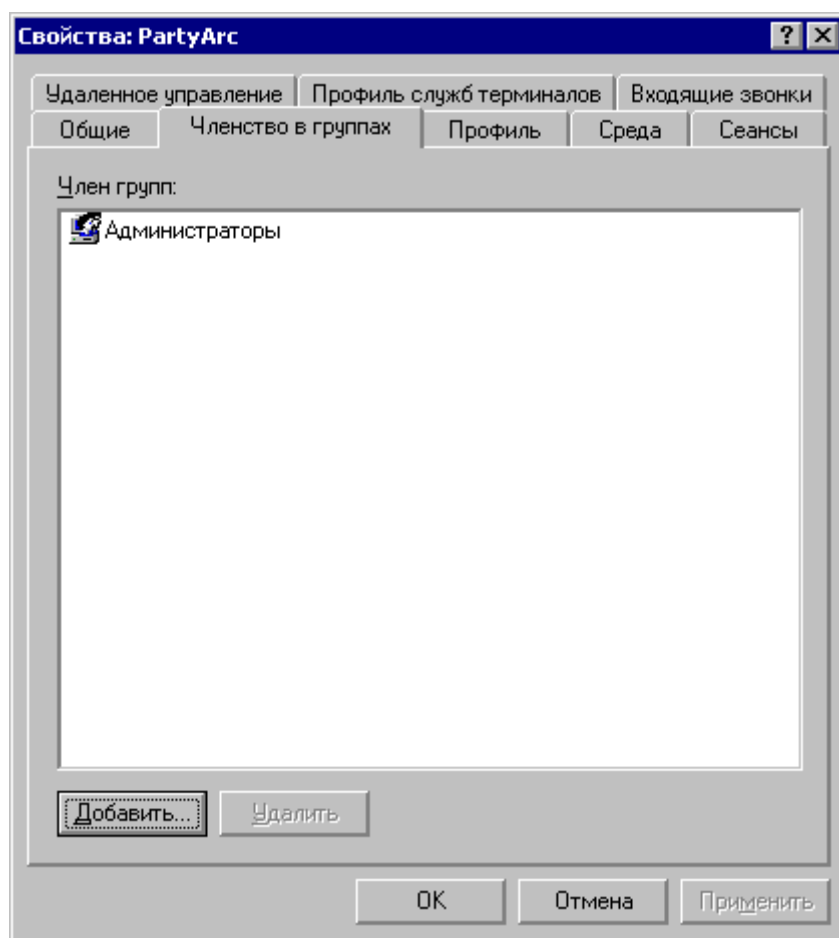 Свойства: PartyArc
Удаленное управление Профиль служб терминалов Входящие звонки
Общие Членство в группах Профиль Среда Сеансы
Член групп:
Администраторы
Добавить... Удалить
OK Отмена Применить